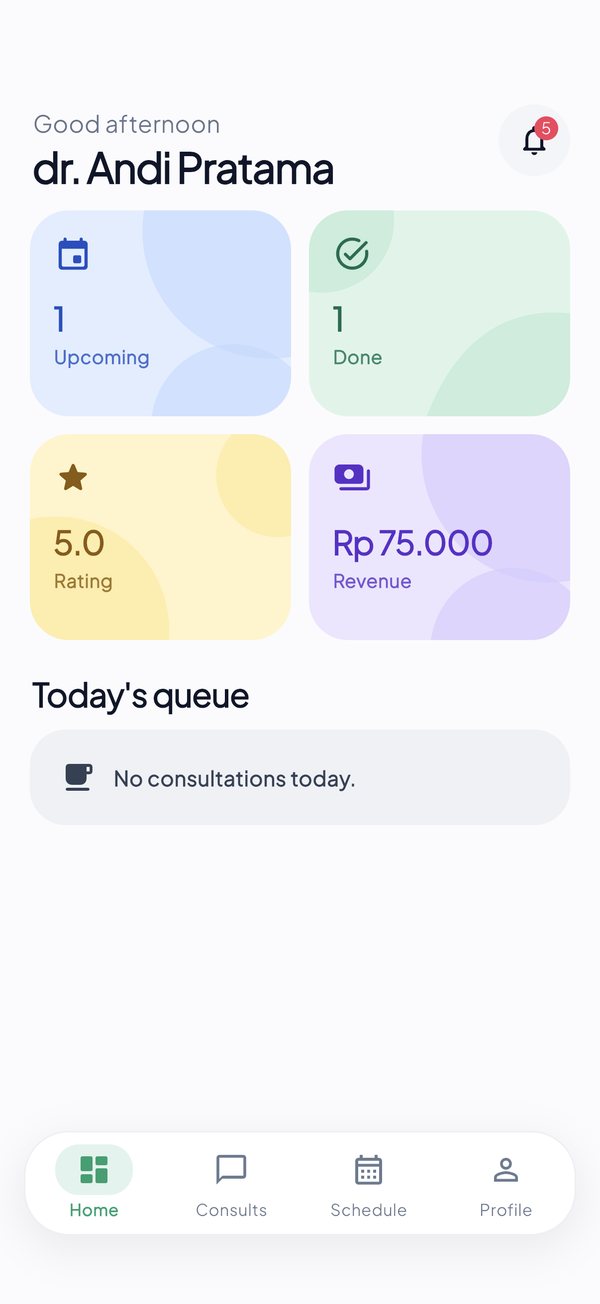 Good afternoon
dr. Andi Pratama
5
1
Upcoming
1
Done
5.0
Rating
Rp 75.000
Revenue
Today's queue
No consultations today.
Home
Consults
Schedule
Profile